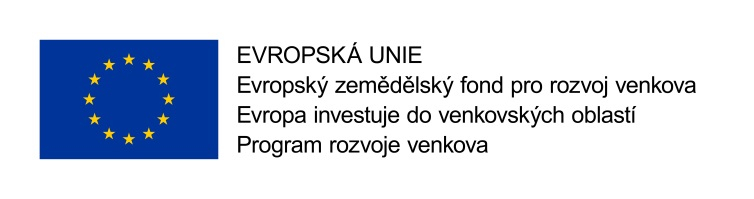 EVROPSKÁ UNIE
Evropský zemědělský fond pro rozvoj venkova
Evropa investuje do venkovských oblastí
Program rozvoje venkova